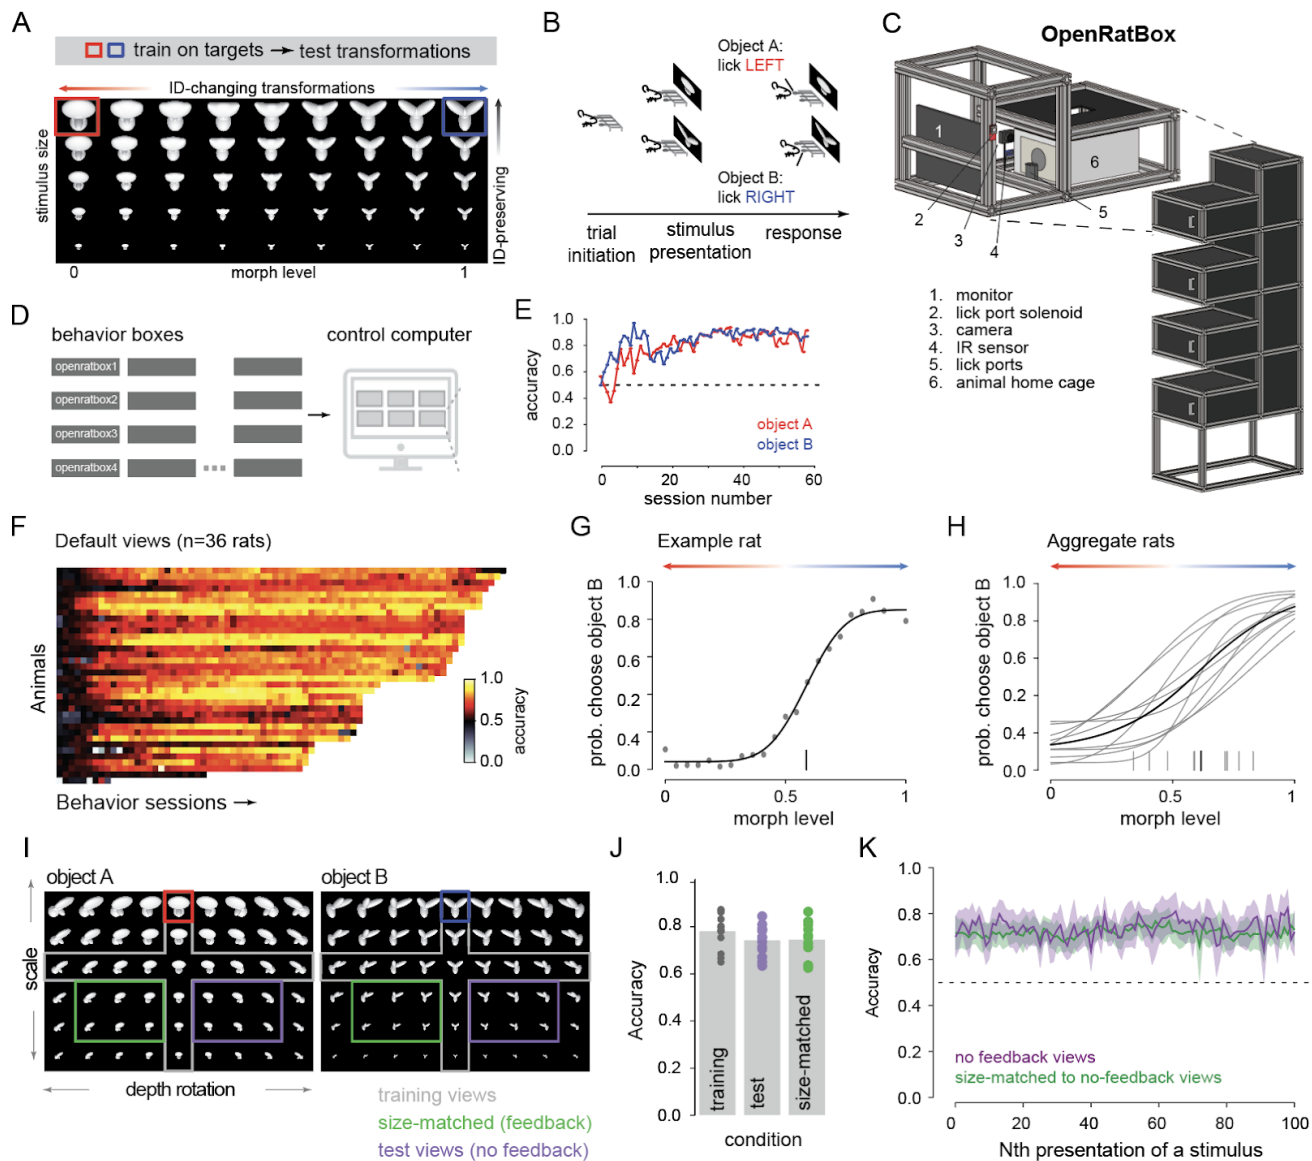 A
train on targets → test transformations
ID-changing transformations
stimulus size
ID-preserving
0
morph level
1
B
Object A:
lick LEFT
Object B:
lick RIGHT
trial
initiation
stimulus
presentation
response
C
OpenRatBox
1
2
3
4
5
6
1. monitor
2. lick port solenoid
3. camera
4. IR sensor
5. lick ports
6. animal home cage
D
behavior boxes
control computer
openratbox1
openratbox2
openratbox3
openratbox4
E
accuracy
1.0
0.8
0.6
0.4
0.2
0.0
object A
object B
0
20
40
60
session number
F
Default views (n=36 rats)
Animals
1.0
0.5
0.0
accuracy
Behavior sessions →
G
Example rat
prob. choose object B
1.0
0.8
0.6
0.2
0.4
0.0
0
0.5
1
morph level
H
Aggregate rats
prob. choose object B
1.0
0.8
0.6
0.2
0.4
0.0
0
0.5
1
morph level
I
object A
object B
scale
depth rotation
training views
size-matched (feedback)
test views (no feedback)
J
Accuracy
1.0
0.8
0.6
0.4
0.2
0.0
training
test
size-matched
condition
K
Accuracy
1.0
0.8
0.6
0.4
0.2
0.0
no feedback views
size-matched to no-feedback views
0
20
40
60
80
100
Nth presentation of a stimulus